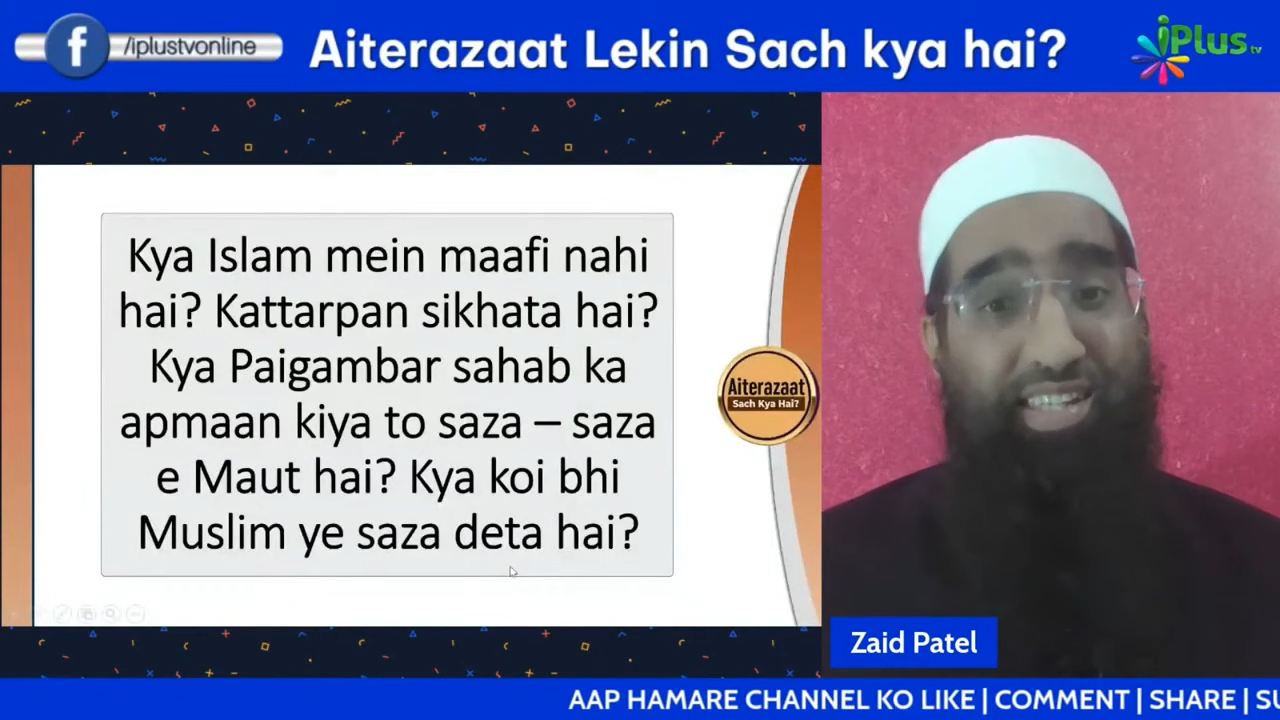 f /iplustvonline
Aiterazaat Lekin Sach kya hai?
iPlus tv
Kya Islam mein maafi nahi
hai? Kattarpan sikhata hai?
Kya Paigambar sahab ka
apmaan kiya to saza – saza
e Maut hai? Kya koi bhi
Muslim ye saza deta hai?
Aiterazaat
Sach Kya Hai?
Zaid Patel
AAP HAMARE CHANNEL KO LIKE | COMMENT | SHARE | SU